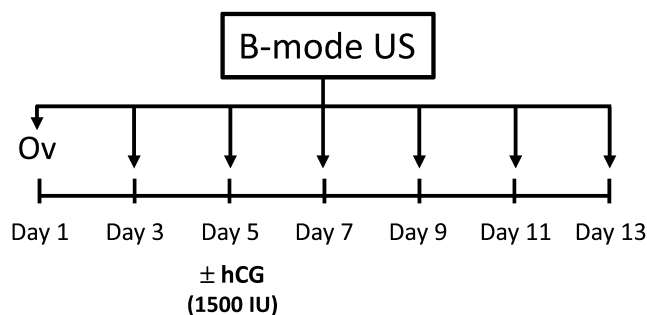 B-mode US
Ov
Day 1 Day 3 Day 5 Day 7 Day 9 Day 11 Day 13
± hCG
(1500 IU)